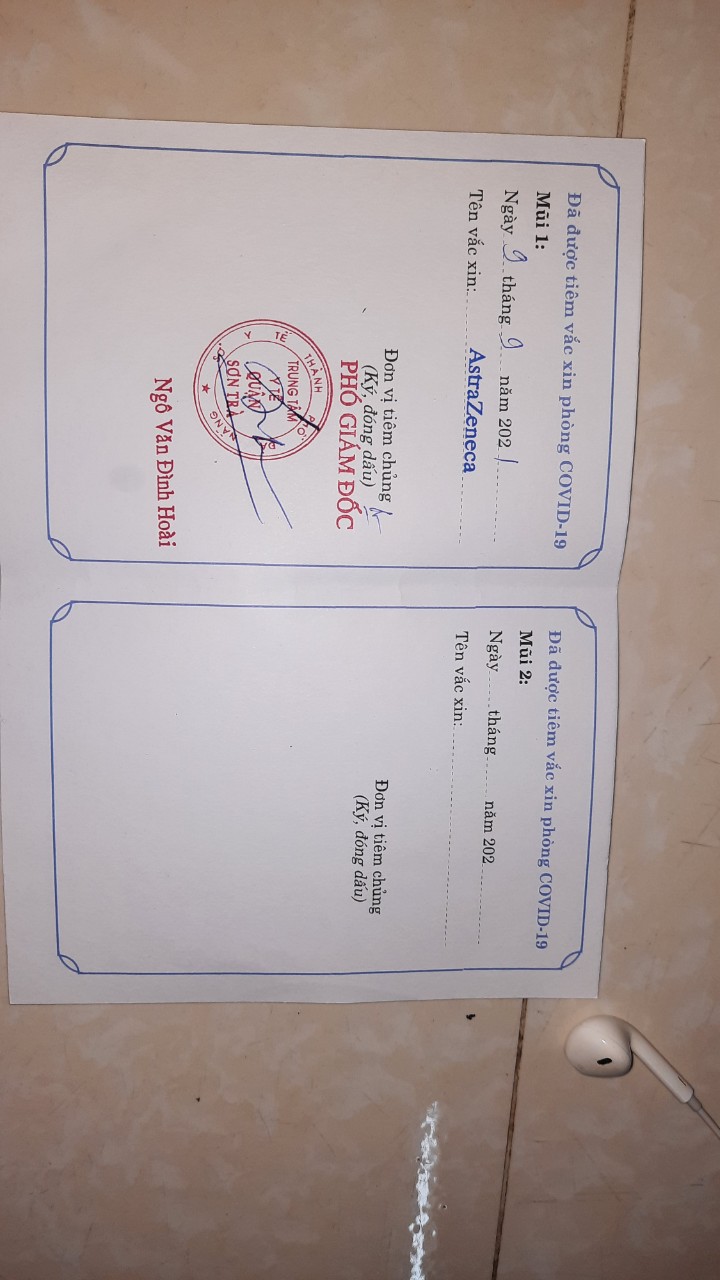 Đã được tiêm vắc xin phòng COVID-19
Mũi 1:
Ngày 9 tháng 9 năm 2021
Tên vắc xin: AstraZeneca
Đơn vị tiêm chủng
(Ký, đóng dấu)
PHÓ GIÁM ĐỐC
Y TẾ THÀNH PHỐ ĐÀ NẴNG
TRUNG TÂM
Y TẾ
QUẬN
SƠN TRÀ
Ngô Văn Đình Hoài
Đã được tiêm vắc xin phòng COVID-19
Mũi 2:
Ngày tháng năm 202
Tên vắc xin:
Đơn vị tiêm chủng
(Ký, đóng dấu)